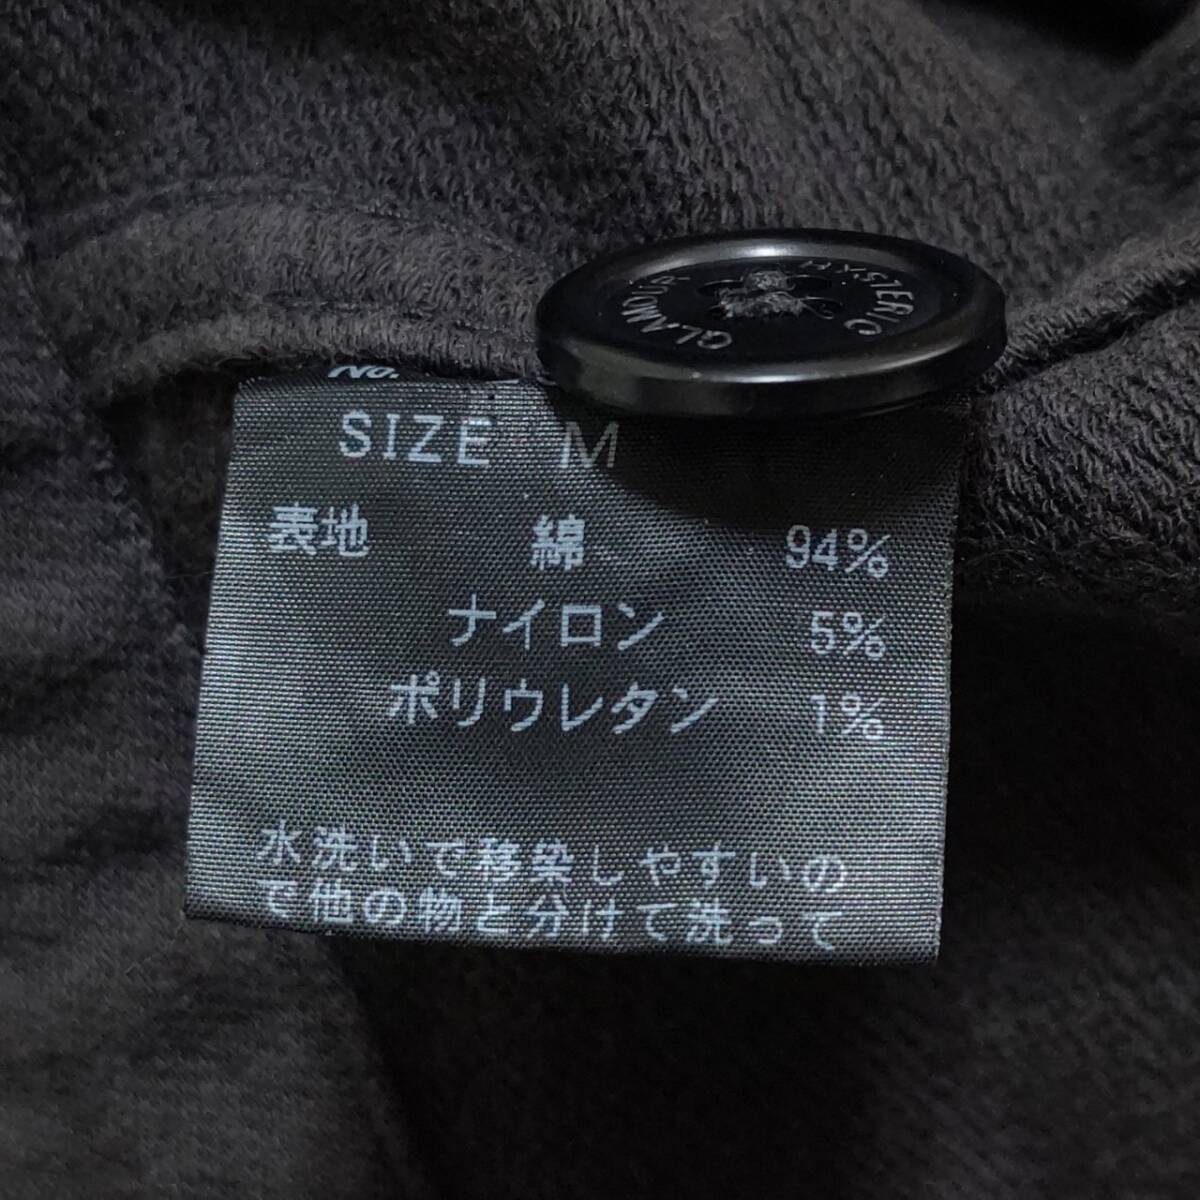 HYSTERIC GLAMOUR
No.
SIZE M
表地 綿 94%
ナイロン 5%
ポリウレタン 1%
水洗いで移染しやすいの
で他の物と分けて洗って